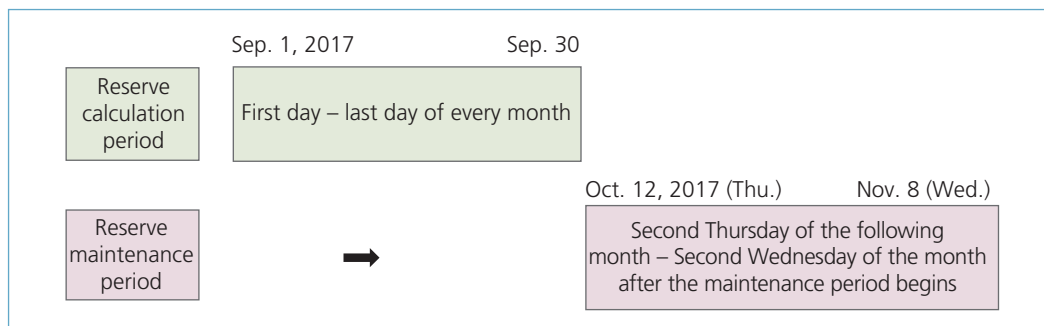 Sep. 1, 2017 Sep. 30
Reserve
calculation
period
First day – last day of every month
Oct. 12, 2017 (Thu.) Nov. 8 (Wed.)
Reserve
maintenance
period
Second Thursday of the following
month – Second Wednesday of the month
after the maintenance period begins